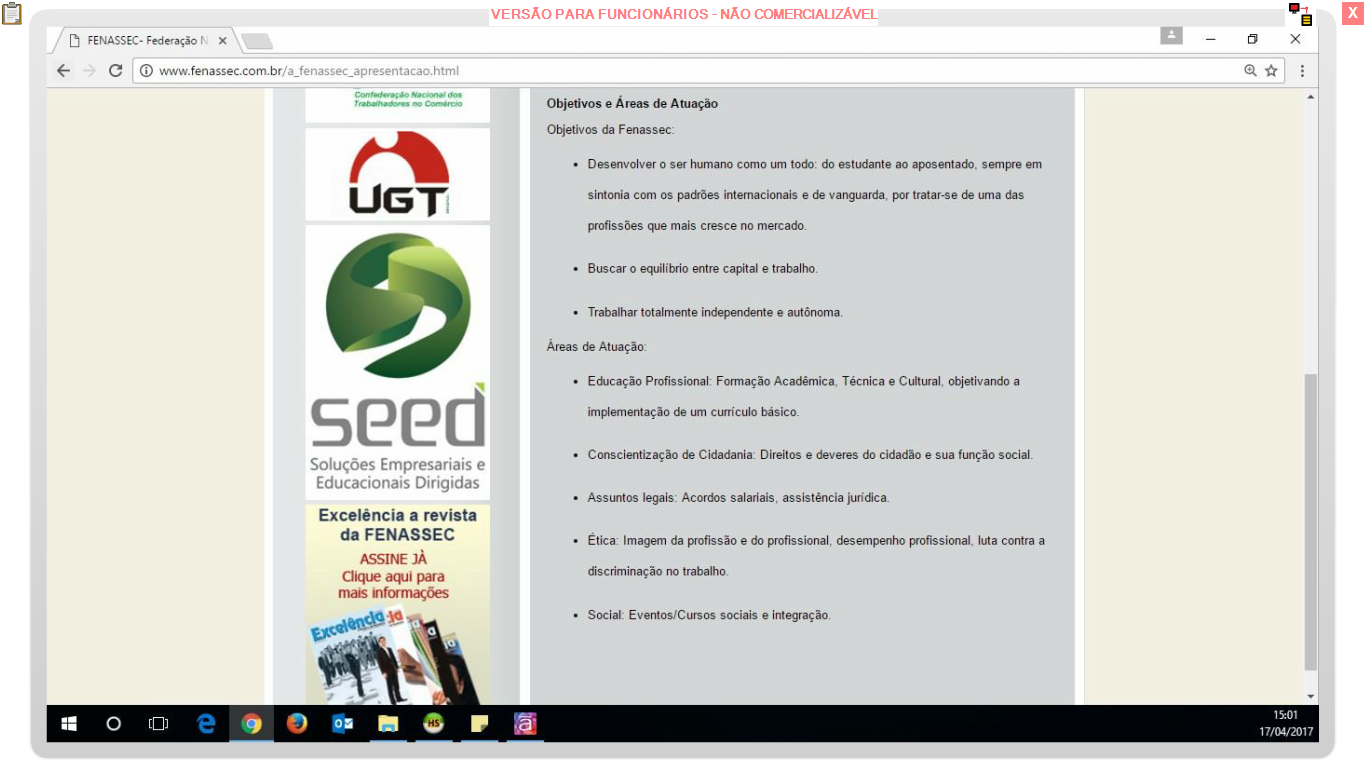 VERSÃO PARA FUNCIONÁRIOS - NÃO COMERCIALIZÁVEL
X
FENASSEC- Federação N
www.fenassec.com.br/a_fenassec_apresentacao.html
Confederação Nacional dos
Trabalhadores no Comércio
UGT
seed
Soluções Empresariais e
Educacionais Dirigidas
Excelência a revista
da FENASSEC
ASSINE JÀ
Clique aqui para
mais informações
Excelência
Objetivos e Áreas de Atuação
Objetivos da Fenassec:
• Desenvolver o ser humano como um todo: do estudante ao aposentado, sempre em
sintonia com os padrões internacionais e de vanguarda, por tratar-se de uma das
profissões que mais cresce no mercado.
• Buscar o equilíbrio entre capital e trabalho.
• Trabalhar totalmente independente e autônoma.
Áreas de Atuação:
• Educação Profissional: Formação Acadêmica, Técnica e Cultural, objetivando a
implementação de um currículo básico.
• Conscientização de Cidadania: Direitos e deveres do cidadão e sua função social.
• Assuntos legais: Acordos salariais, assistência jurídica.
• Ética: Imagem da profissão e do profissional, desempenho profissional, luta contra a
discriminação no trabalho.
• Social: Eventos/Cursos sociais e integração.
HS
a
15:01
17/04/2017